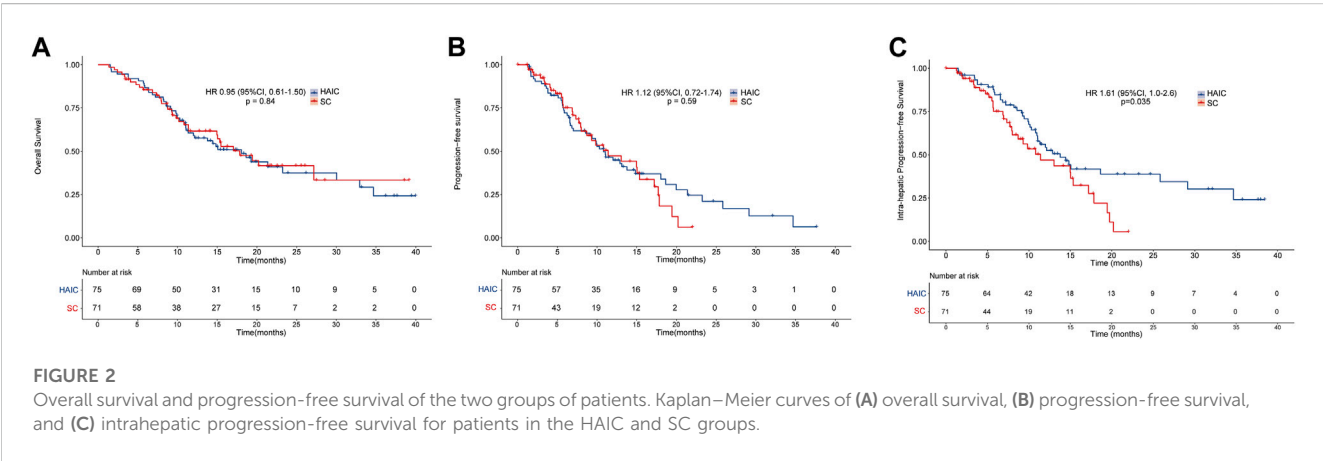 A
1.00
0.75
0.50
0.25
0.00
Overall Survival
HR 0.95 (95%CI, 0.61-1.50)
p = 0.84
HAIC
SC
0 5 10 15 20 25 30 35 40
Time(months)
Number at risk
HAIC 75 69 50 31 15 10 9 5 0
SC 71 58 38 27 15 7 2 2 0
0 5 10 15 20 25 30 35 40
Time(months)
B
1.00
0.75
0.50
0.25
0.00
Progression-free survival
HR 1.12 (95%CI, 0.72-1.74)
p = 0.59
HAIC
SC
0 5 10 15 20 25 30 35 40
Time(months)
Number at risk
HAIC 75 57 35 16 9 5 3 1 0
SC 71 43 19 12 2 0 0 0 0
0 5 10 15 20 25 30 35 40
Time(months)
C
1.00
0.75
0.50
0.25
0.00
Intra-hepatic Progression-free Survival
HR 1.61 (95%CI, 1.0-2.6)
p=0.035
HAIC
SC
0 5 10 15 20 25 30 35 40
Time (months)
Number at risk
HAIC 75 64 42 18 13 9 7 4 0
SC 71 44 19 11 2 0 0 0 0
0 5 10 15 20 25 30 35 40
Time (months)
FIGURE 2
Overall survival and progression-free survival of the two groups of patients. Kaplan–Meier curves of (A) overall survival, (B) progression-free survival,
and (C) intrahepatic progression-free survival for patients in the HAIC and SC groups.